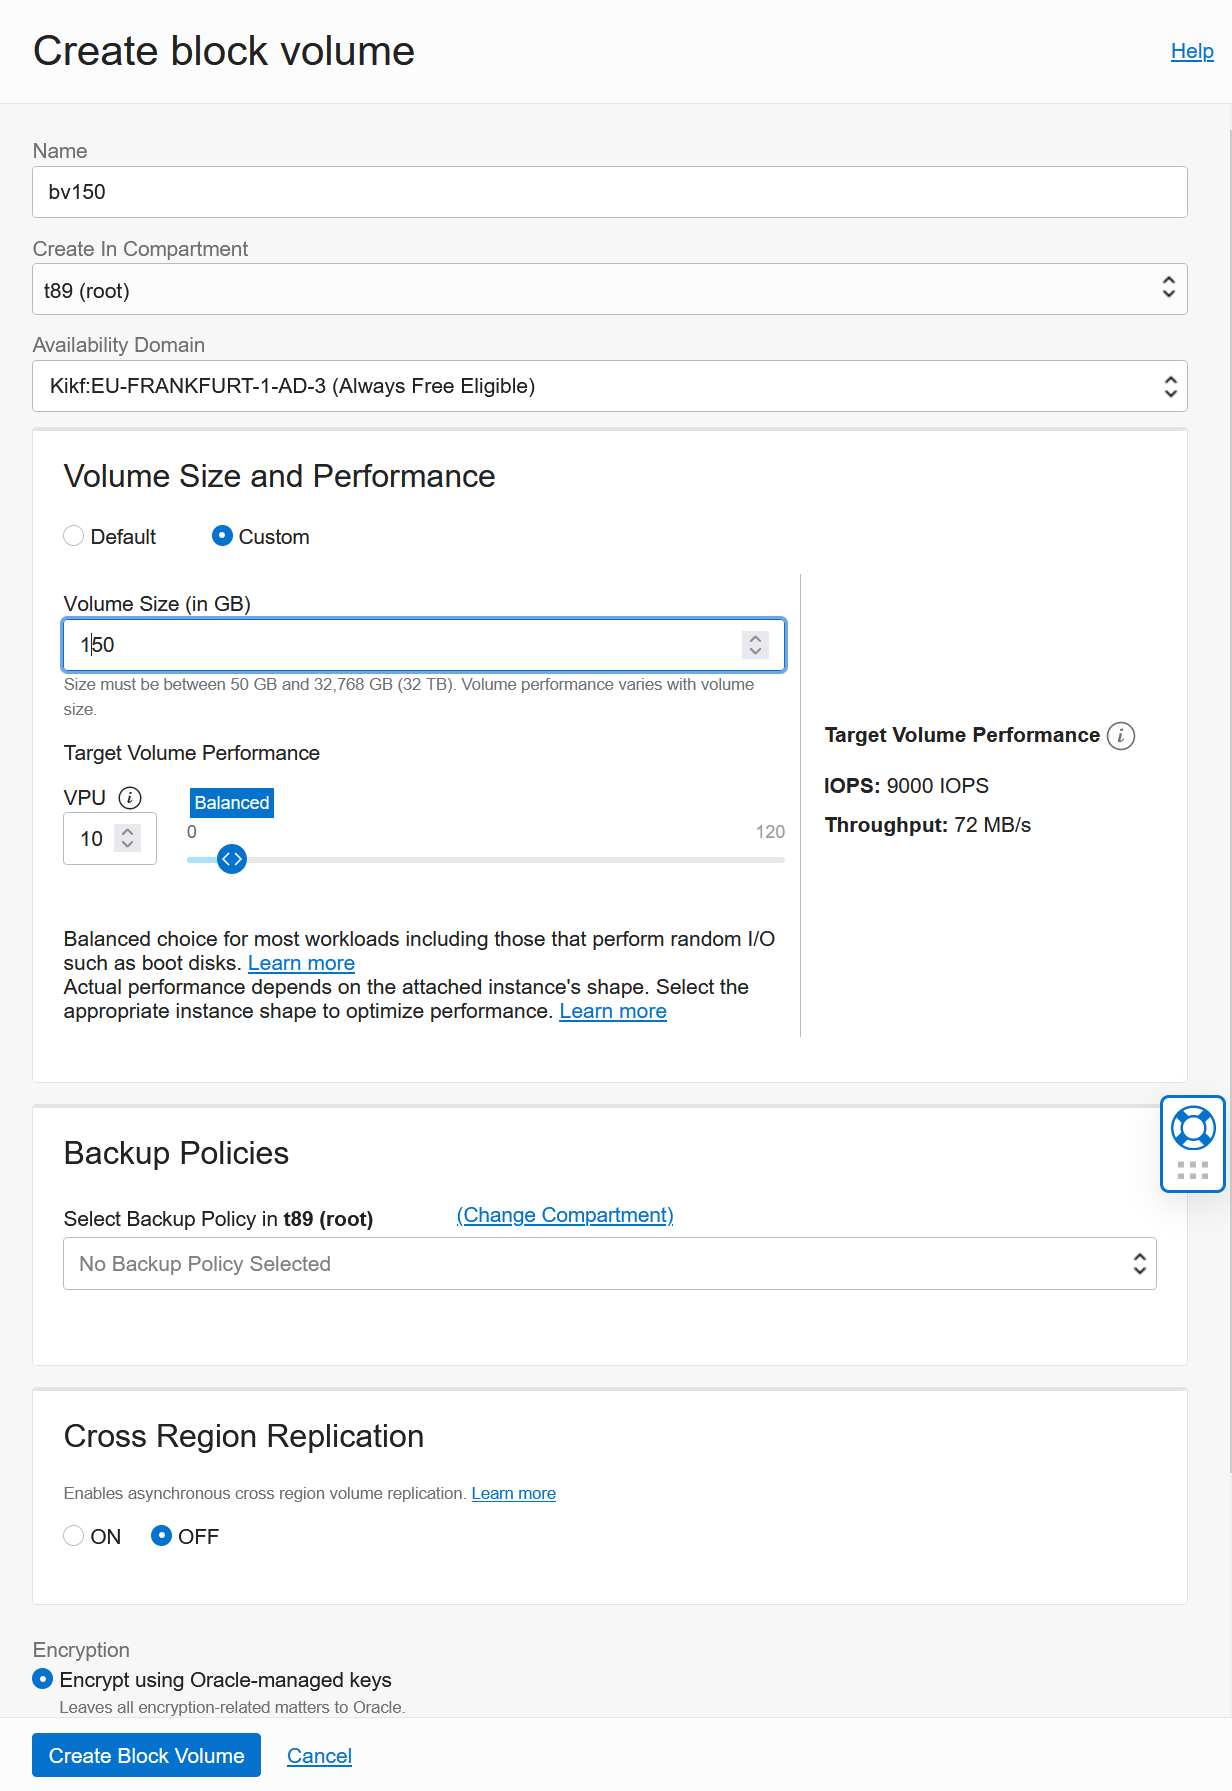 Create block volume
Help
Name
bv150
Create In Compartment
t89 (root)
Availability Domain
Kikf:EU-FRANKFURT-1-AD-3 (Always Free Eligible)
Volume Size and Performance
Default
Custom
Volume Size (in GB)
150
Size must be between 50 GB and 32,768 GB (32 TB). Volume performance varies with volume
size.
Target Volume Performance
VPU
Balanced
10
0
120
Balanced choice for most workloads including those that perform random I/O
such as boot disks. Learn more
Actual performance depends on the attached instance's shape. Select the
appropriate instance shape to optimize performance. Learn more
Target Volume Performance
IOPS: 9000 IOPS
Throughput: 72 MB/s
Backup Policies
Select Backup Policy in t89 (root)
(Change Compartment)
No Backup Policy Selected
Cross Region Replication
Enables asynchronous cross region volume replication. Learn more
ON
OFF
Encryption
Encrypt using Oracle-managed keys
Leaves all encryption-related matters to Oracle.
Create Block Volume
Cancel